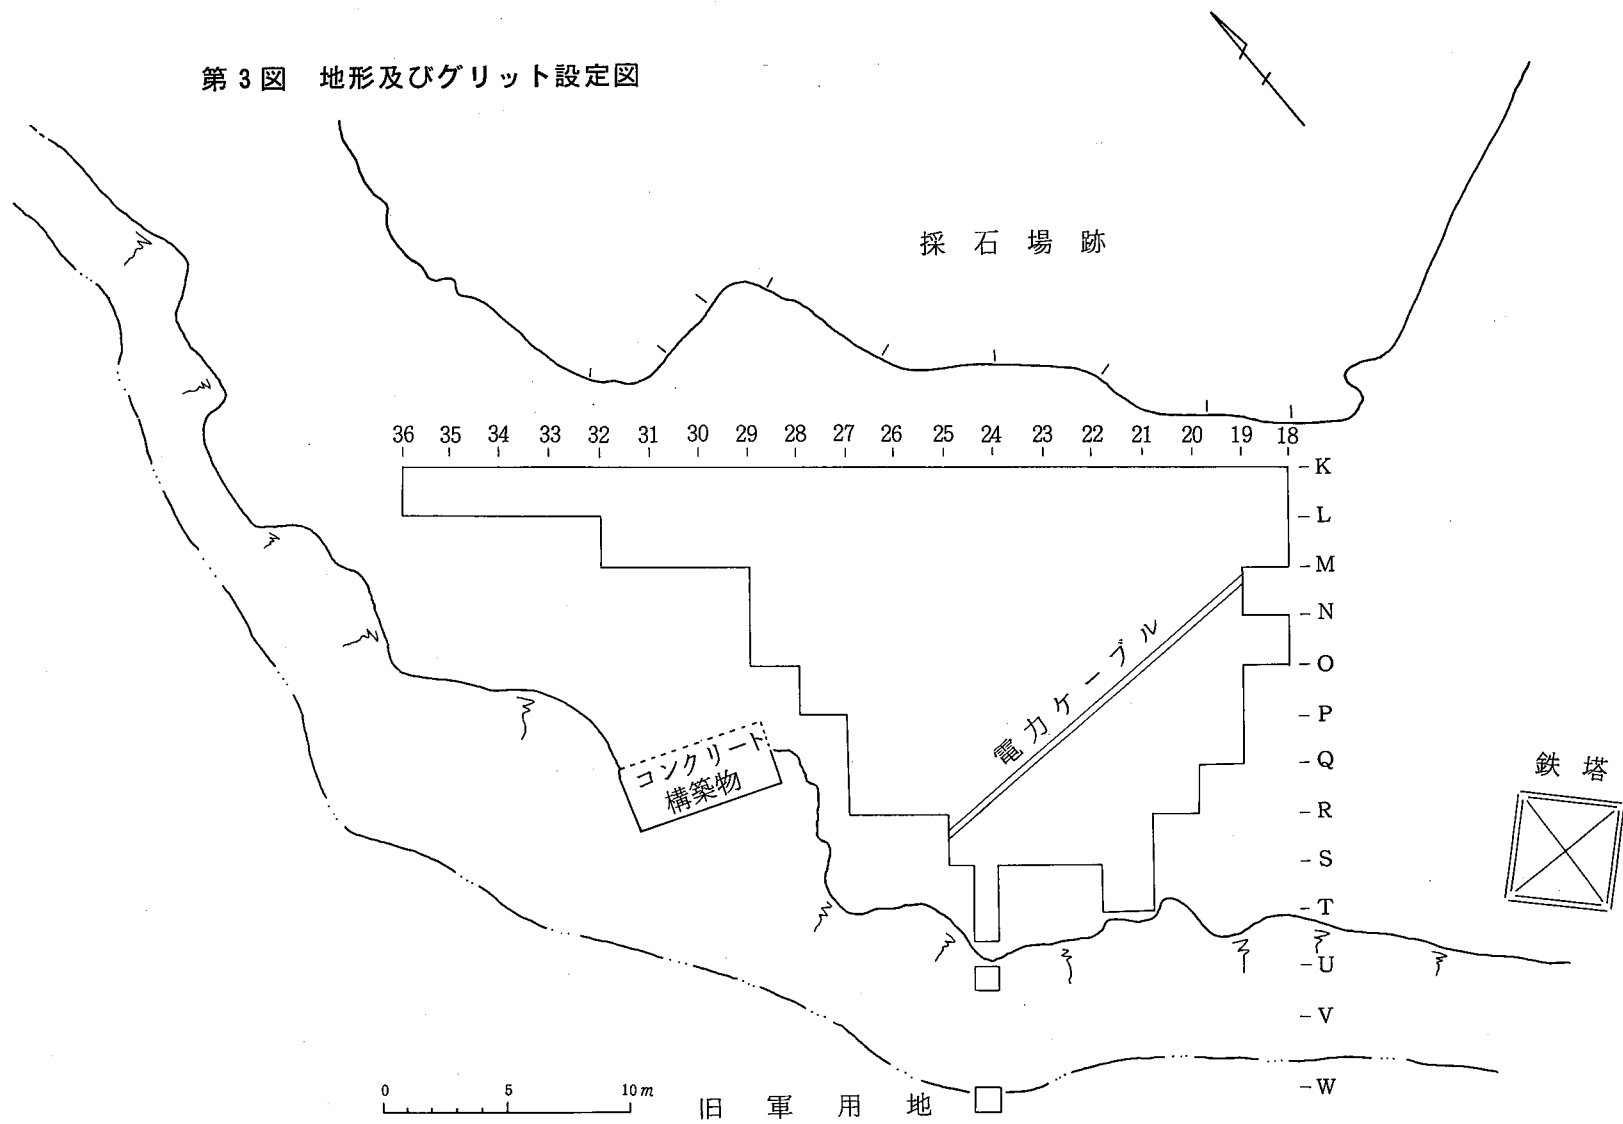 第3図 地形及びグリット設定図
採石場跡
36 35 34 33 32 31 30 29 28 27 26 25 24 23 22 21 20 19 18
K
L
M
N
O
P
Q
R
S
T
U
V
W
電力ケーブル
コンクリート
構築物
鉄塔
0 5 10m
旧軍用地